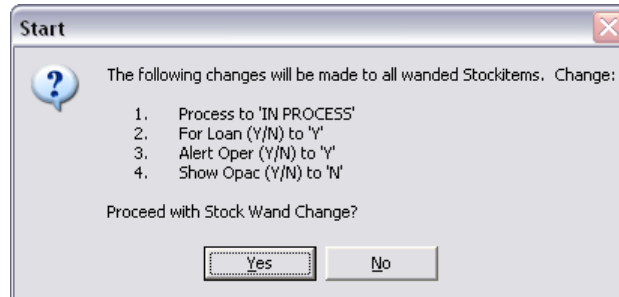 Start
The following changes will be made to all wanded Stockitems. Change:
1. Process to 'IN PROCESS'
2. For Loan (Y/N) to 'Y'
3. Alert Oper (Y/N) to 'Y'
4. Show Opac (Y/N) to 'N'
Proceed with Stock Wand Change?
Yes No